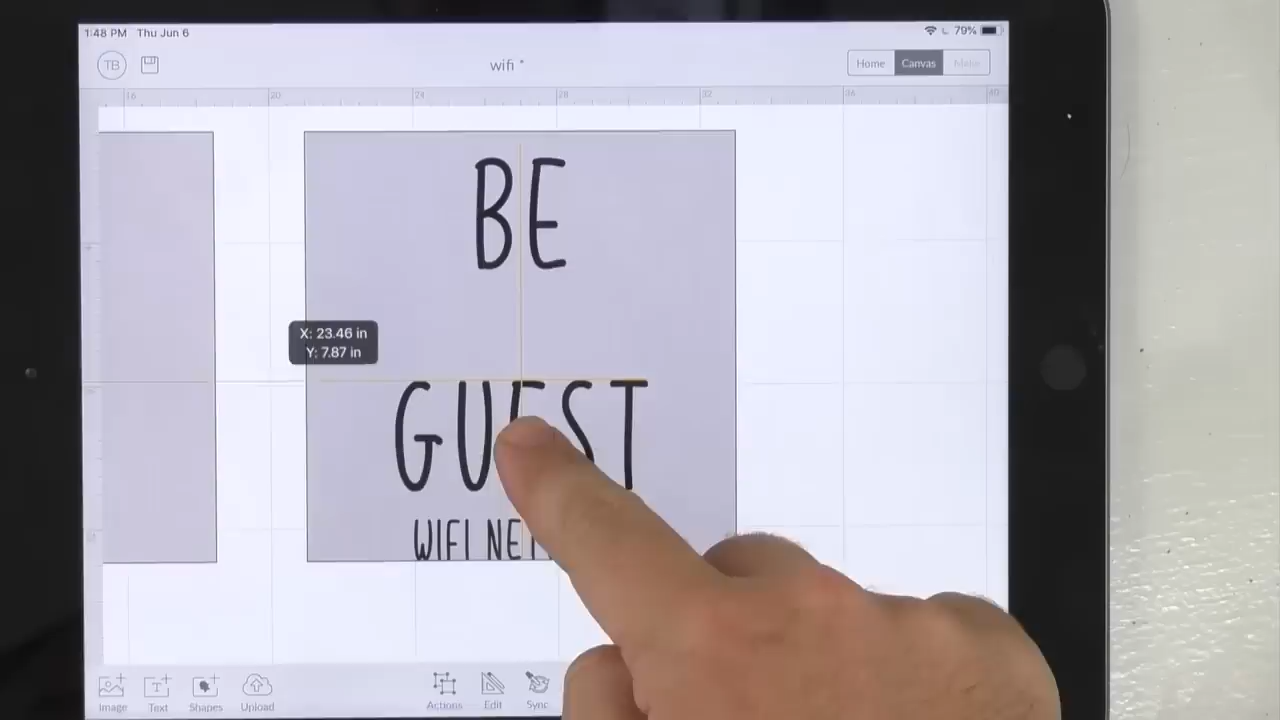 1:48 PM Thu Jun 6
79%
TB
wifi *
Home Canvas Make
16 20 24 28 32 36 40
BE
X: 23.46 in
Y: 7.87 in
GUEST
WIFI NET
Image Text Shapes Upload Actions Edit Sync